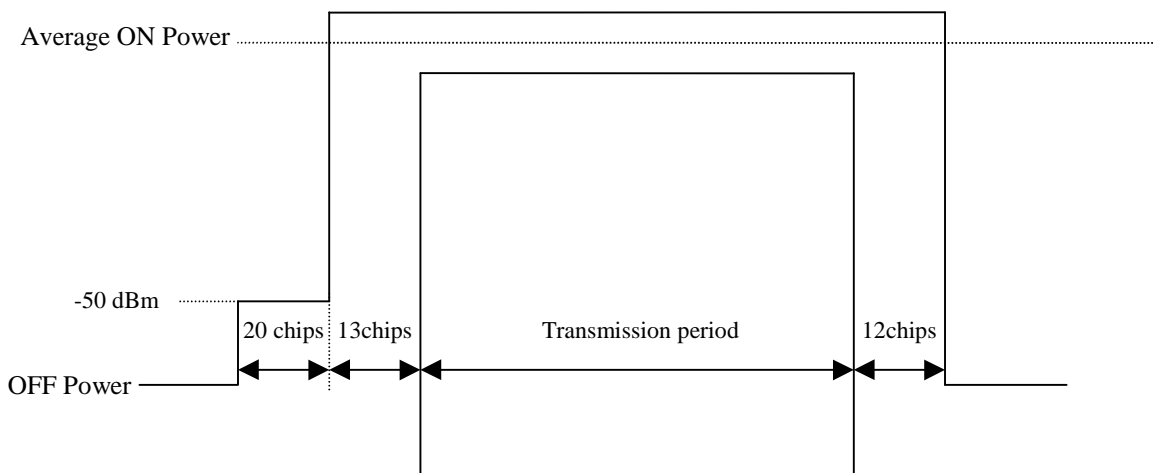 Average ON Power
-50 dBm
20 chips 13chips Transmission period 12chips
OFF Power